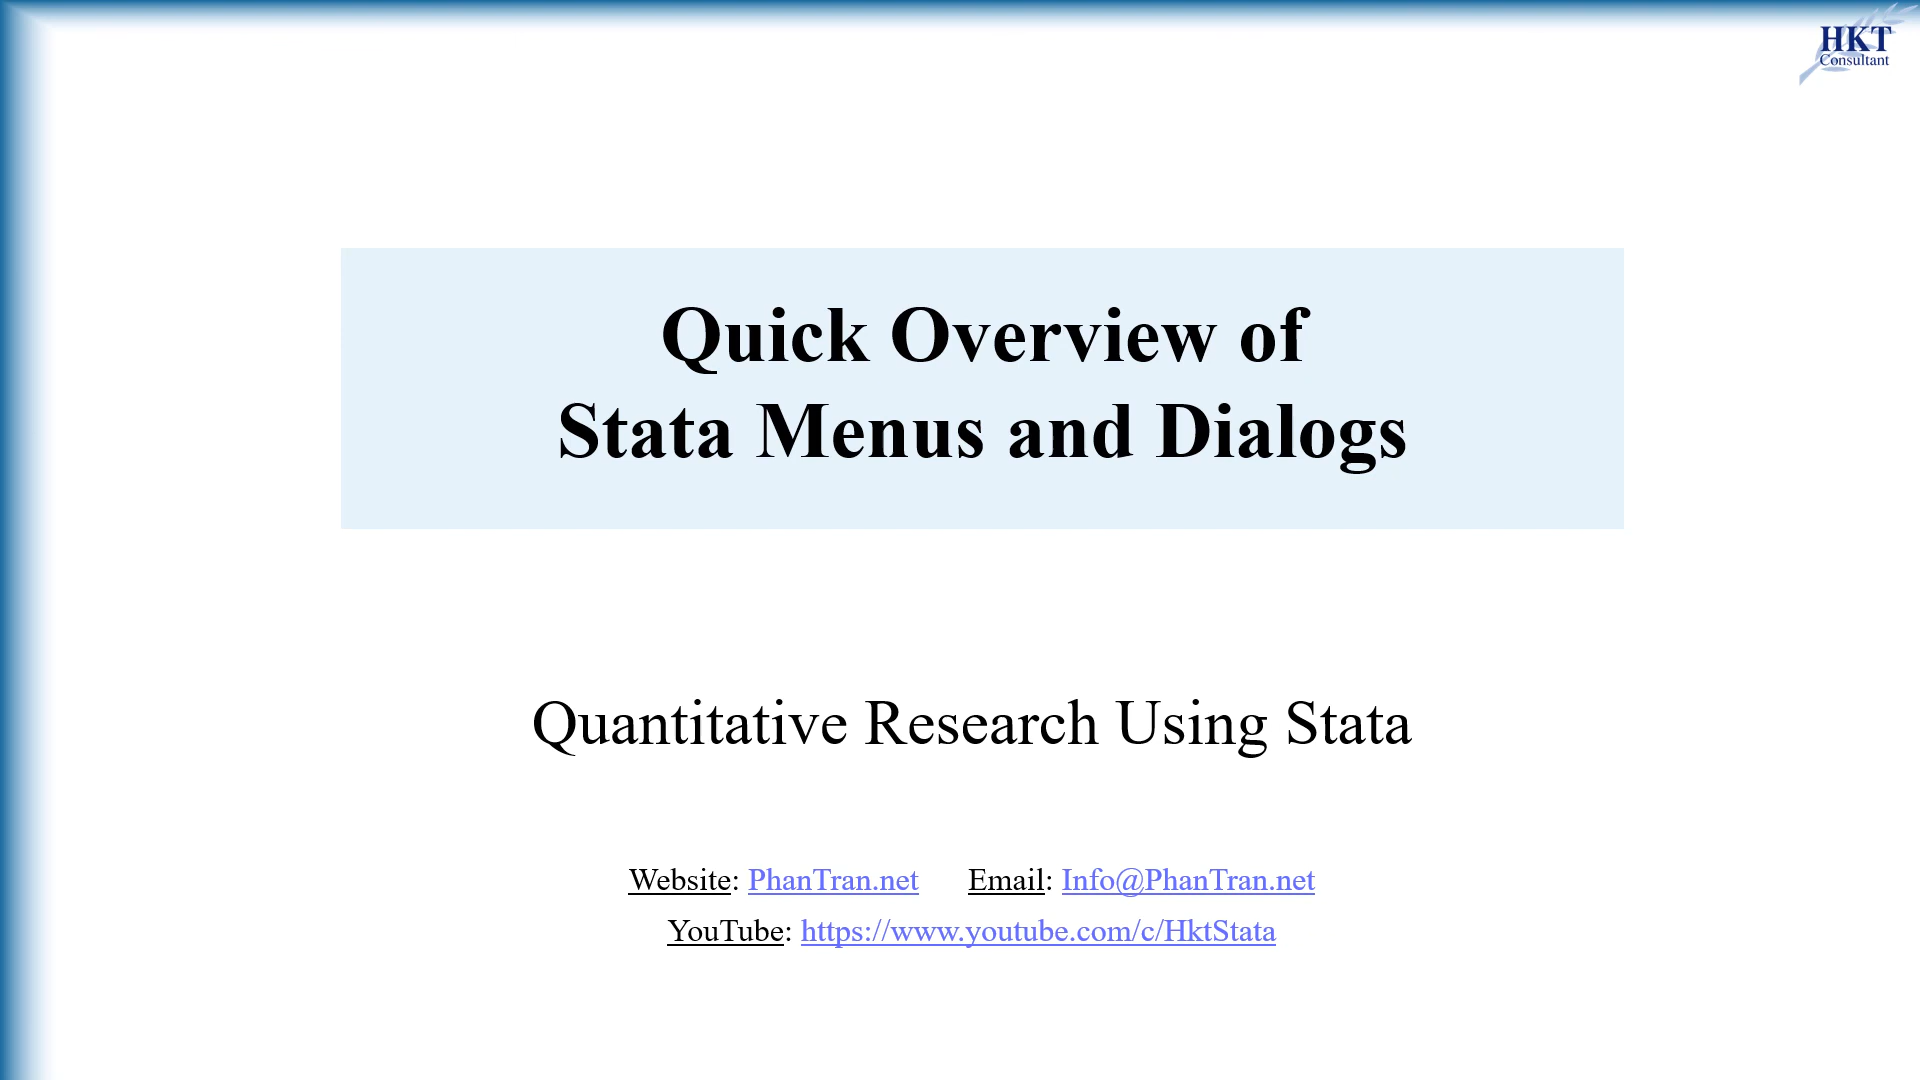 HKT
Consultant
Quick Overview of
Stata Menus and Dialogs
Quantitative Research Using Stata
Website: PhanTran.net Email: Info@PhanTran.net
YouTube: https://www.youtube.com/c/HktStata